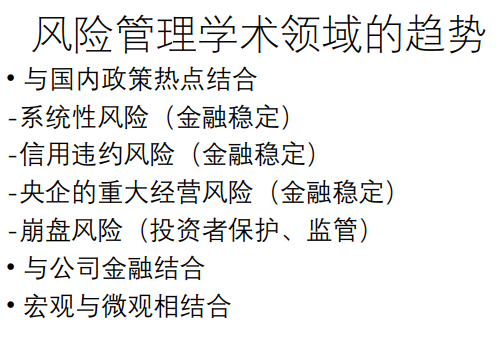 风险管理学术领域的趋势
• 与国内政策热点结合
-系统性风险（金融稳定）
-信用违约风险（金融稳定）
-央企的重大经营风险（金融稳定）
-崩盘风险（投资者保护、监管）
• 与公司金融结合
• 宏观与微观相结合